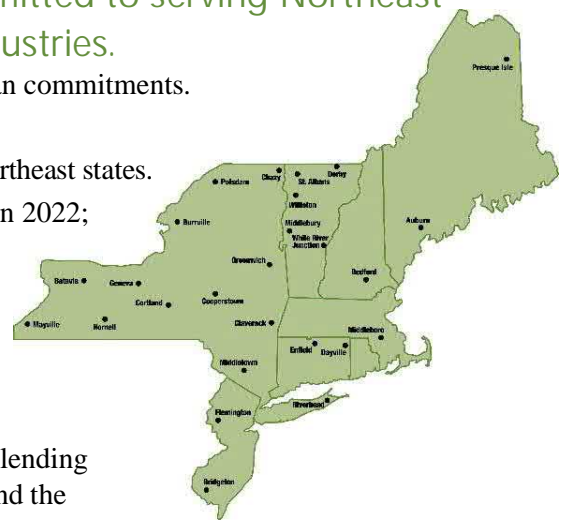 mitted to serving Northeast
ustries.
an commitments.
rtheast states.
n 2022;
lending
nd the
Presque Isle
Potsdam
Chazy
St. Albans
Derby
Williston
Burrville
Middlebury
White River
Junction
Auburn
Greenwich
Bedford
Batavia
Geneva
Cortland
Cooperstown
Mayville
Hornell
Claverack
Middleboro
Enfield
Dayville
Middletown
Riverhead
Flemington
Bridgeton